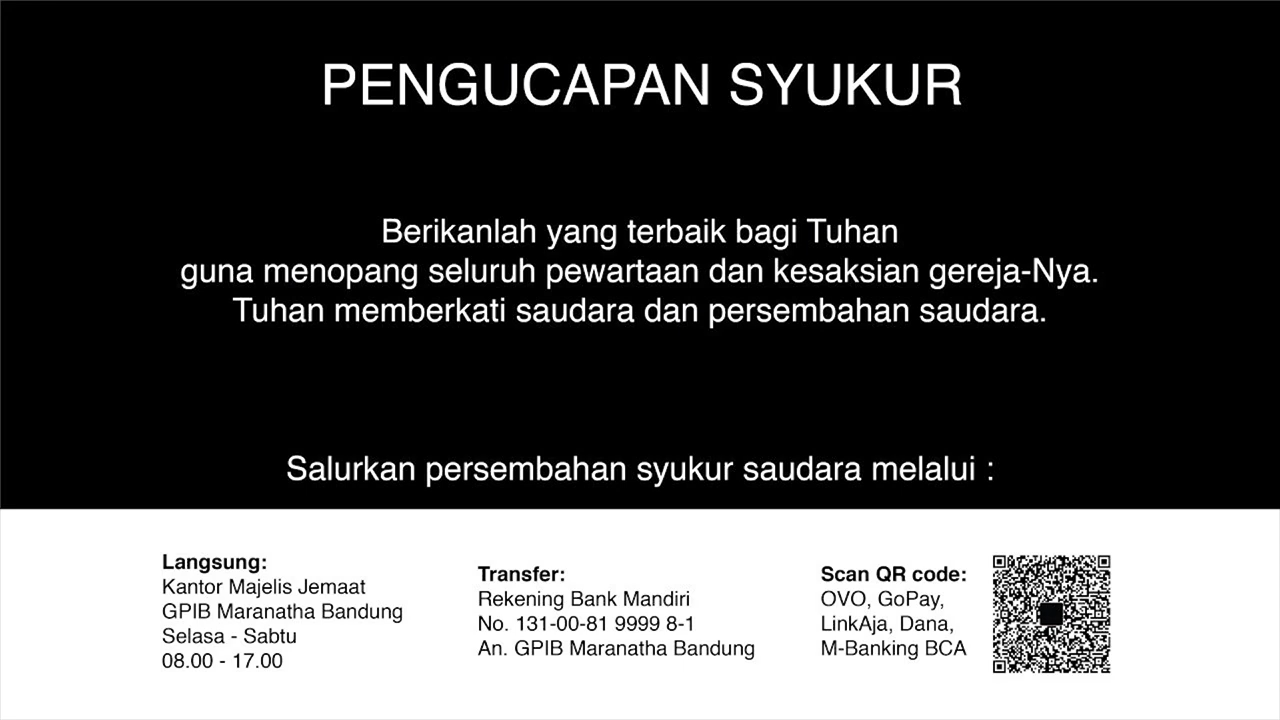 PENGUCAPAN SYUKUR
Berikanlah yang terbaik bagi Tuhan
guna menopang seluruh pewartaan dan kesaksian gereja-Nya.
Tuhan memberkati saudara dan persembahan saudara.
Salurkan persembahan syukur saudara melalui :
Langsung:
Kantor Majelis Jemaat
GPIB Maranatha Bandung
Selasa - Sabtu
08.00 - 17.00
Transfer:
Rekening Bank Mandiri
No. 131-00-81 9999 8-1
An. GPIB Maranatha Bandung
Scan QR code:
OVO, GoPay,
LinkAja, Dana,
M-Banking BCA